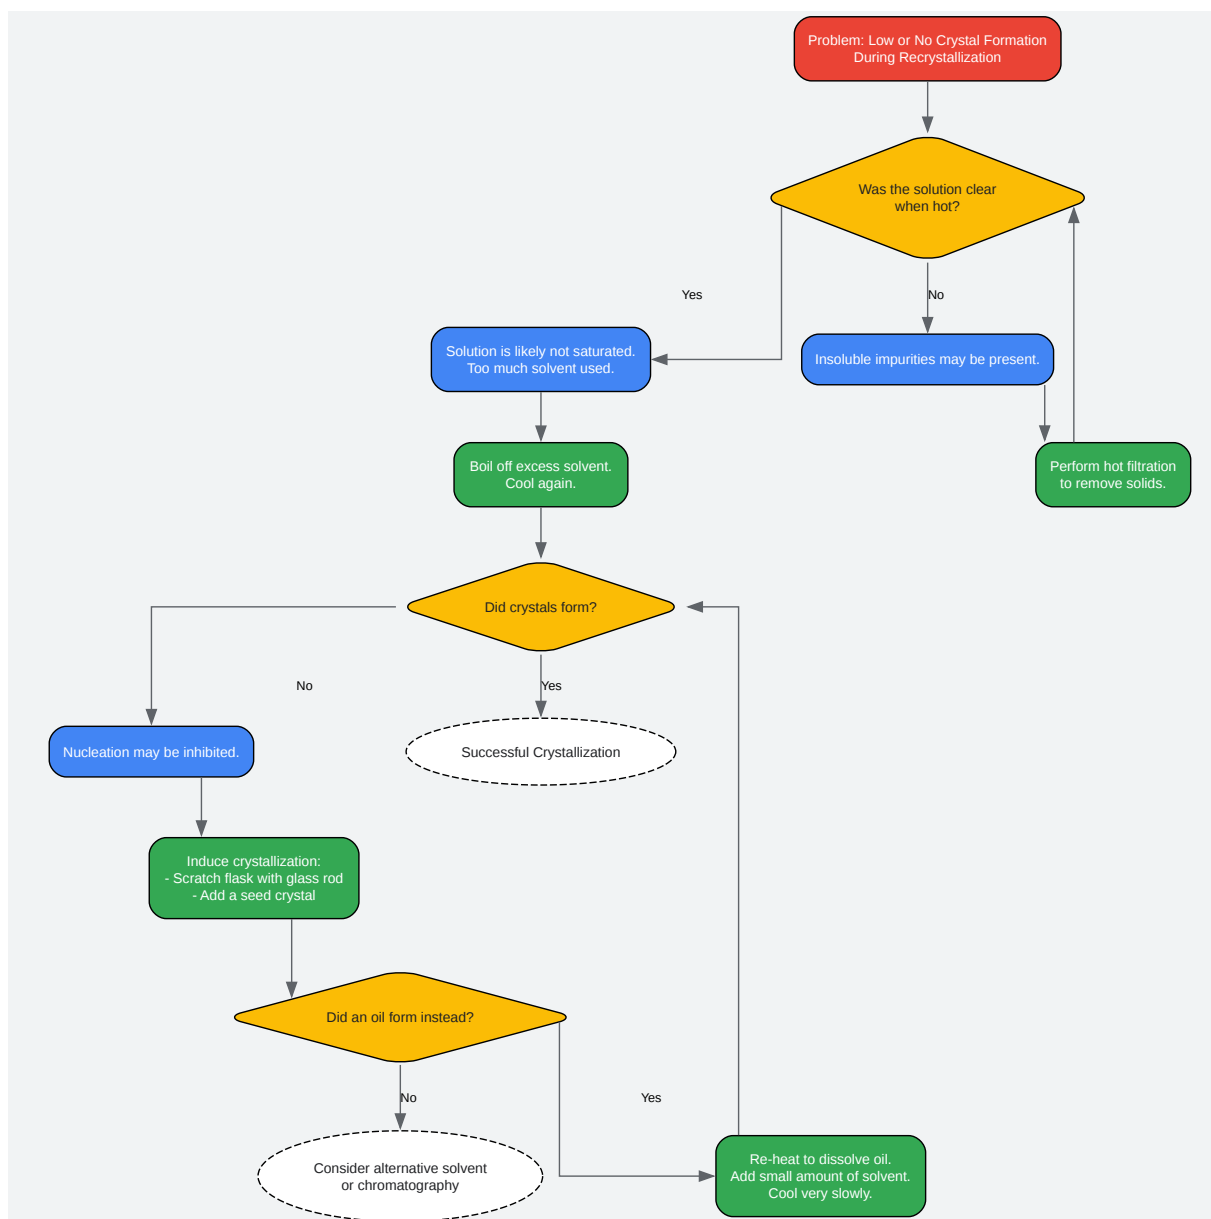 Problem: Low or No Crystal Formation
During Recrystallization
Was the solution clear
when hot?
Yes
No
Solution is likely not saturated.
Too much solvent used.
Insoluble impurities may be present.
Boil off excess solvent.
Cool again.
Perform hot filtration
to remove solids.
Did crystals form?
No
Yes
Nucleation may be inhibited.
Successful Crystallization
Induce crystallization:
- Scratch flask with glass rod
- Add a seed crystal
Did an oil form instead?
No
Yes
Consider alternative solvent
or chromatography
Re-heat to dissolve oil.
Add small amount of solvent.
Cool very slowly.